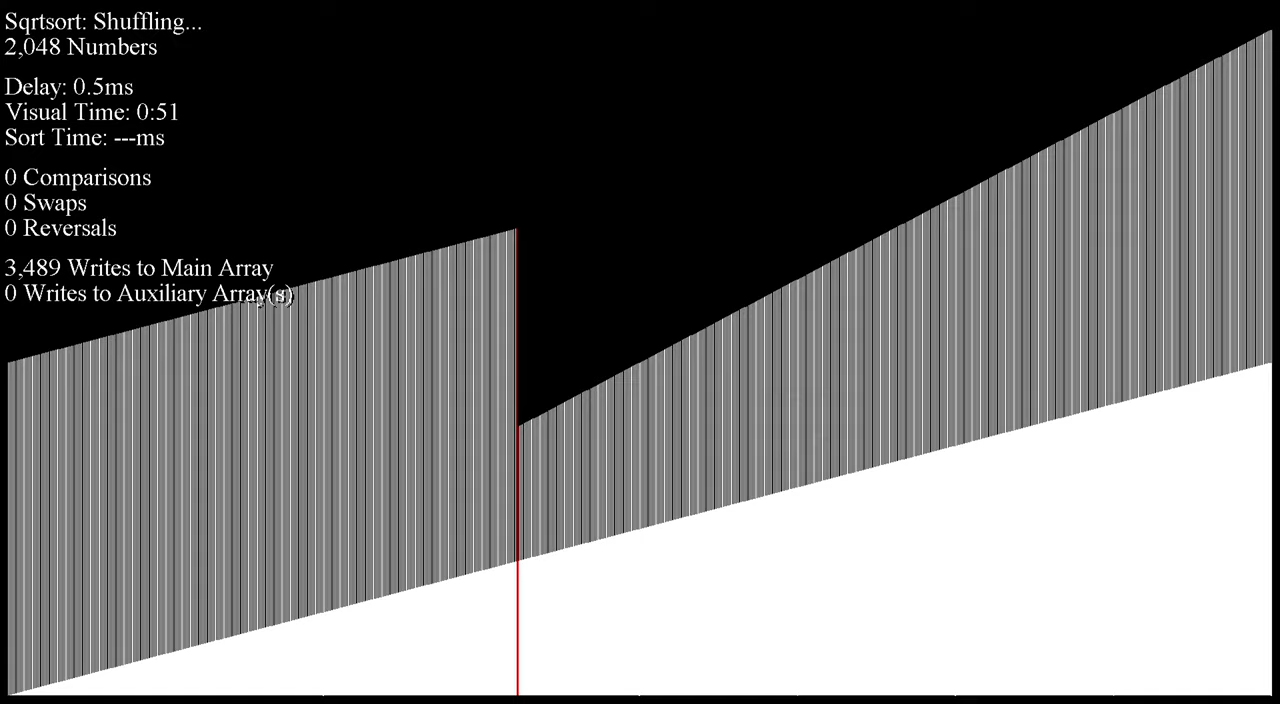 Sqrtsort: Shuffling...
2,048 Numbers
Delay: 0.5ms
Visual Time: 0:51
Sort Time: ---ms
0 Comparisons
0 Swaps
0 Reversals
3,489 Writes to Main Array
0 Writes to Auxiliary Array(s)